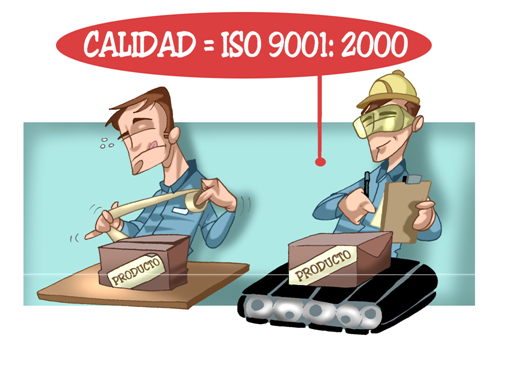 CALIDAD = ISO 9001: 2000
PRODUCTO
PRODUCTO